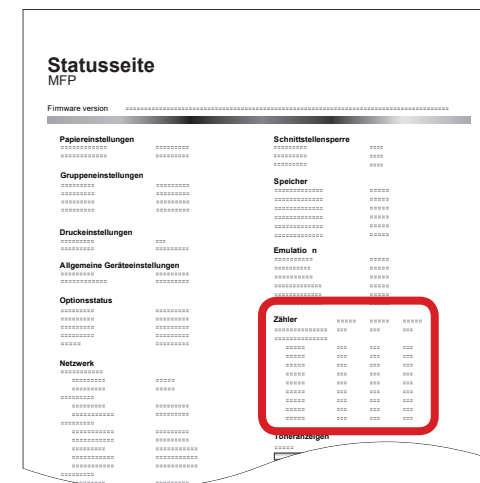 Statusseite
MFP
Firmware version
Papiereinstellungen
Gruppeneinstellungen
Druckeinstellungen
Allgemeine Geräteeinstellungen
Optionsstatus
Netzwerk
Schnittstellensperre
Speicher
Emulatio n
Zähler
Toneranzeigen